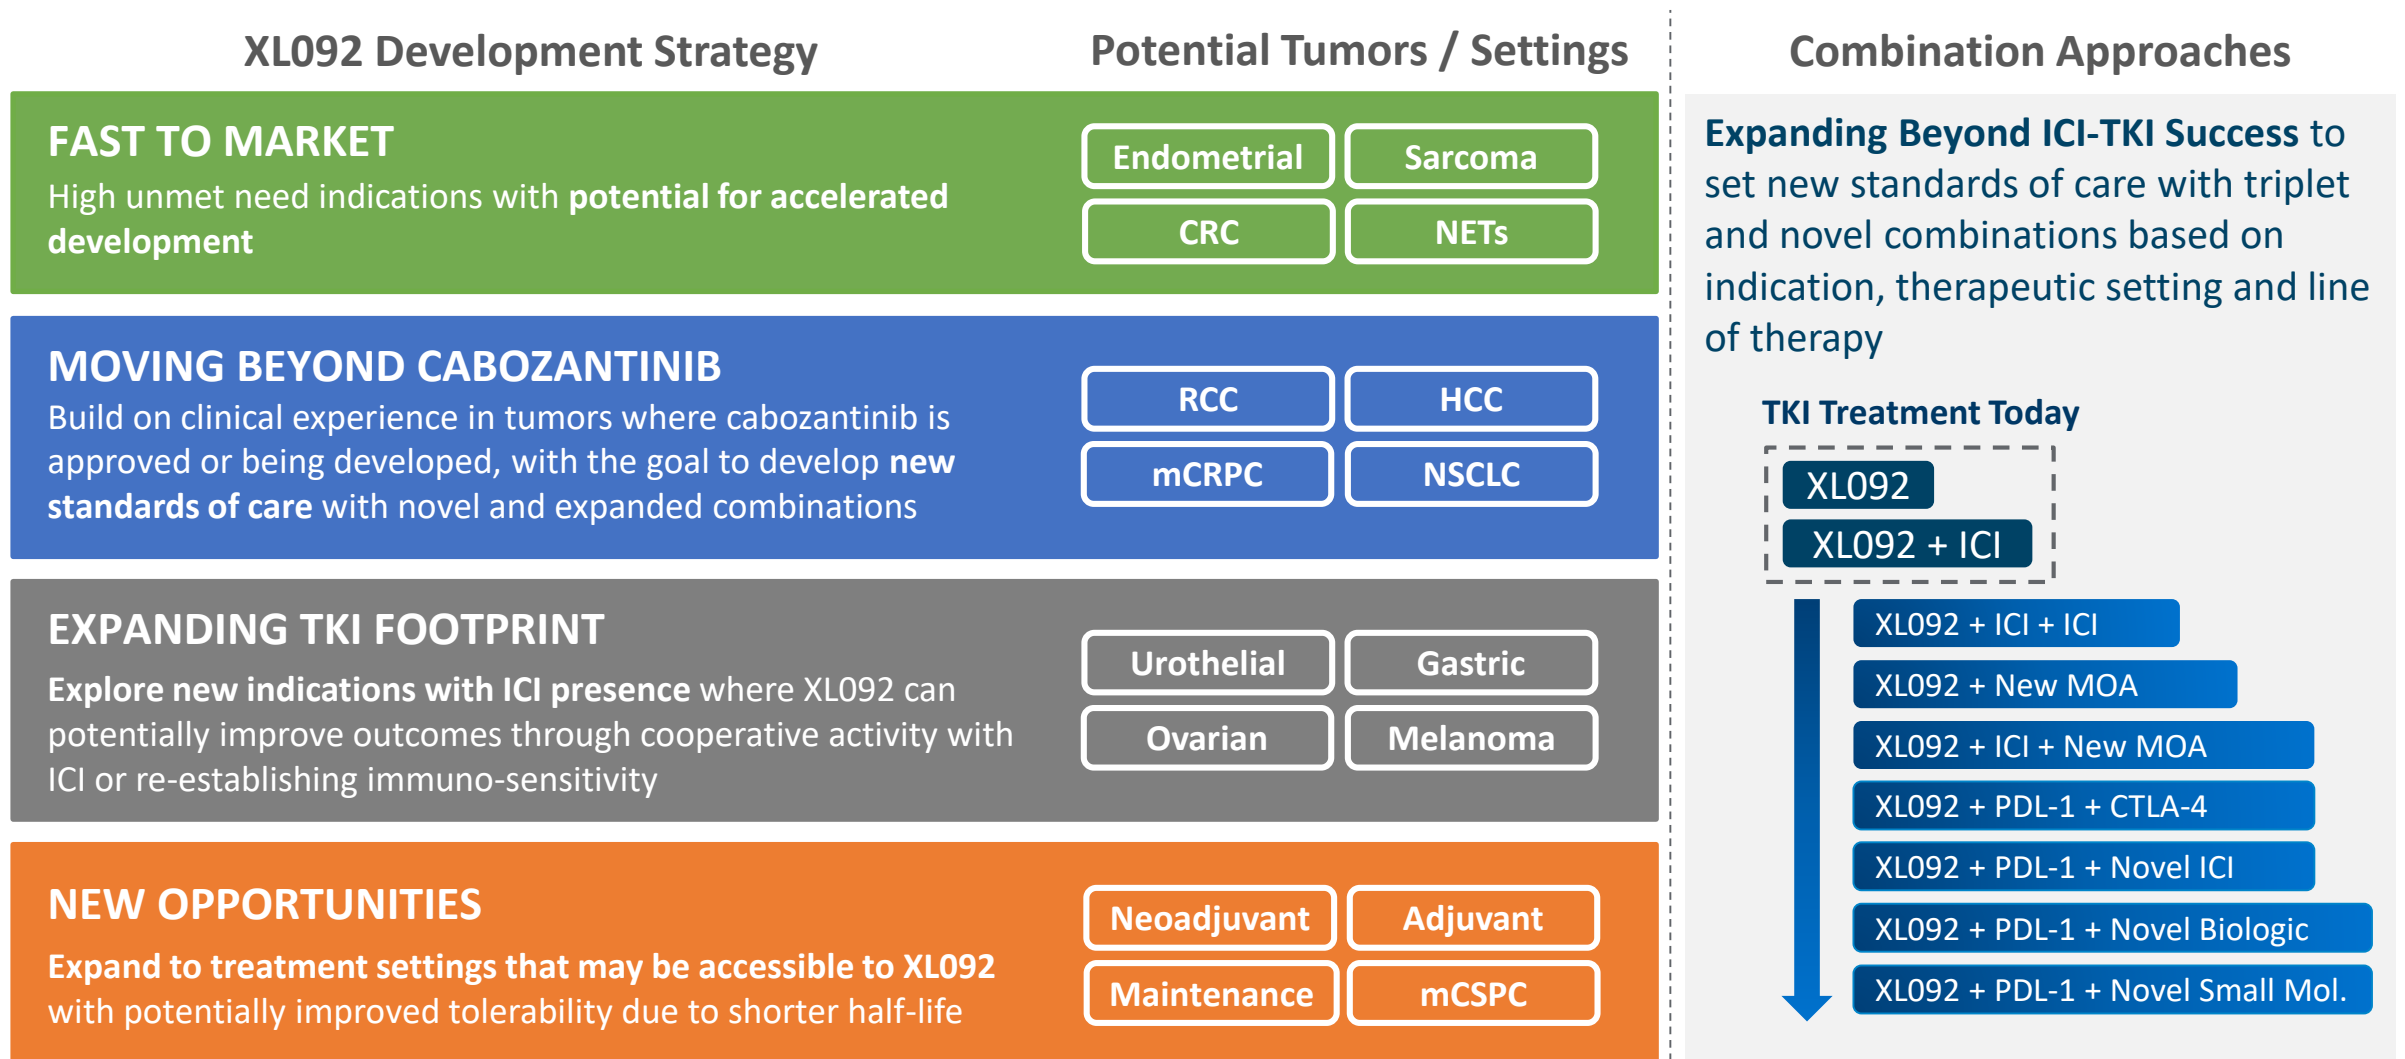 XL092 Development Strategy
Potential Tumors / Settings
FAST TO MARKET
High unmet need indications with potential for accelerated
development
Endometrial
Sarcoma
CRC
NETs
MOVING BEYOND CABOZANTINIB
Build on clinical experience in tumors where cabozantinib is
approved or being developed, with the goal to develop new
standards of care with novel and expanded combinations
RCC
HCC
mCRPC
NSCLC
EXPANDING TKI FOOTPRINT
Explore new indications with ICI presence where XL092 can
potentially improve outcomes through cooperative activity with
ICI or re-establishing immuno-sensitivity
Urothelial
Gastric
Ovarian
Melanoma
NEW OPPORTUNITIES
Expand to treatment settings that may be accessible to XL092
with potentially improved tolerability due to shorter half-life
Neoadjuvant
Adjuvant
Maintenance
mCSPC
Combination Approaches
Expanding Beyond ICI-TKI Success to
set new standards of care with triplet
and novel combinations based on
indication, therapeutic setting and line
of therapy
TKI Treatment Today
XL092
XL092 + ICI
XL092 + ICI + ICI
XL092 + New MOA
XL092 + ICI + New MOA
XL092 + PDL-1 + CTLA-4
XL092 + PDL-1 + Novel ICI
XL092 + PDL-1 + Novel Biologic
XL092 + PDL-1 + Novel Small Mol.